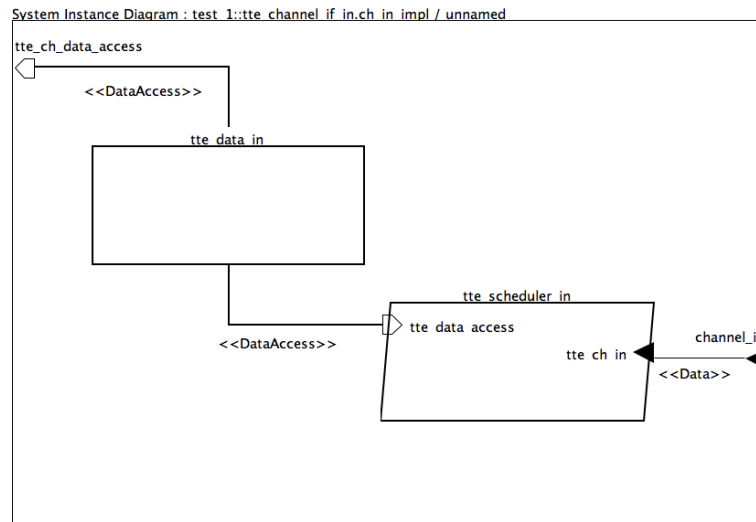 System Instance Diagram : test_1::tte_channel_if_in.ch_in_impl / unnamed
tte_ch_data_access
<<DataAccess>>
tte_data_in
tte_scheduler_in
tte_data_access
<<DataAccess>>
channel_i
tte_ch_in
<<Data>>